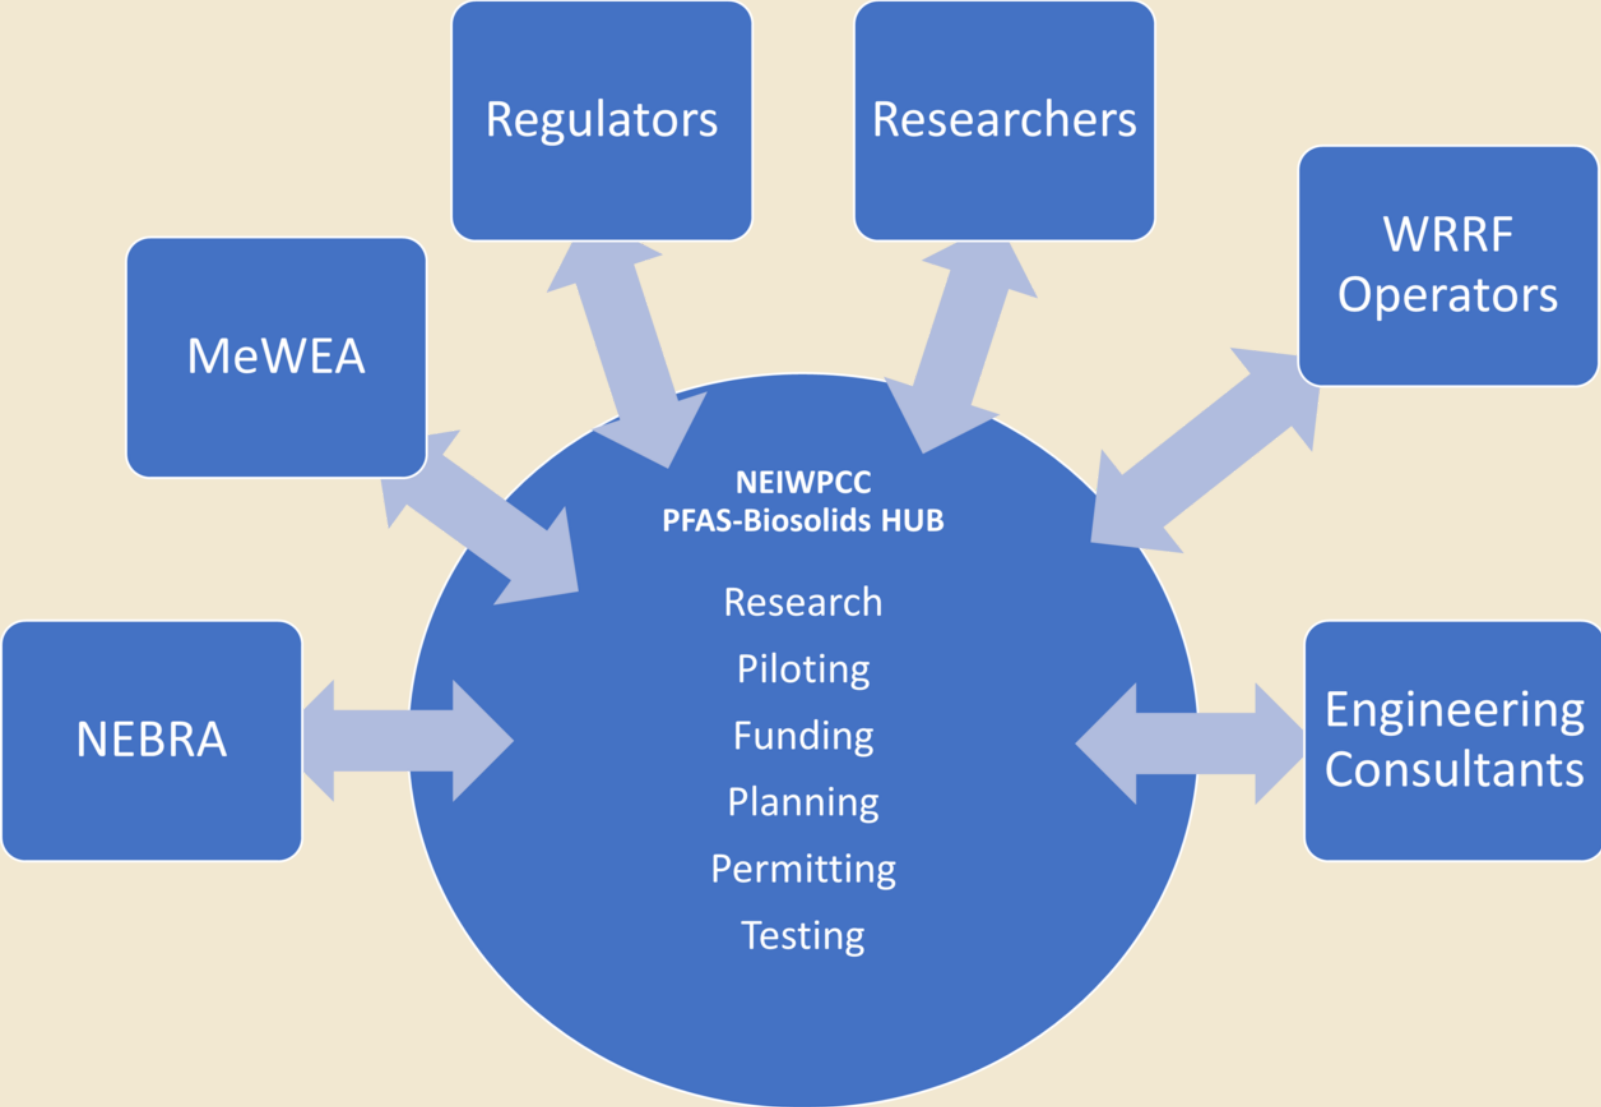 Regulators
Researchers
WRRF
Operators
MeWEA
NEIWPCC
PFAS-Biosolids HUB
Research
Piloting
Funding
Planning
Permitting
Testing
NEBRA
Engineering
Consultants